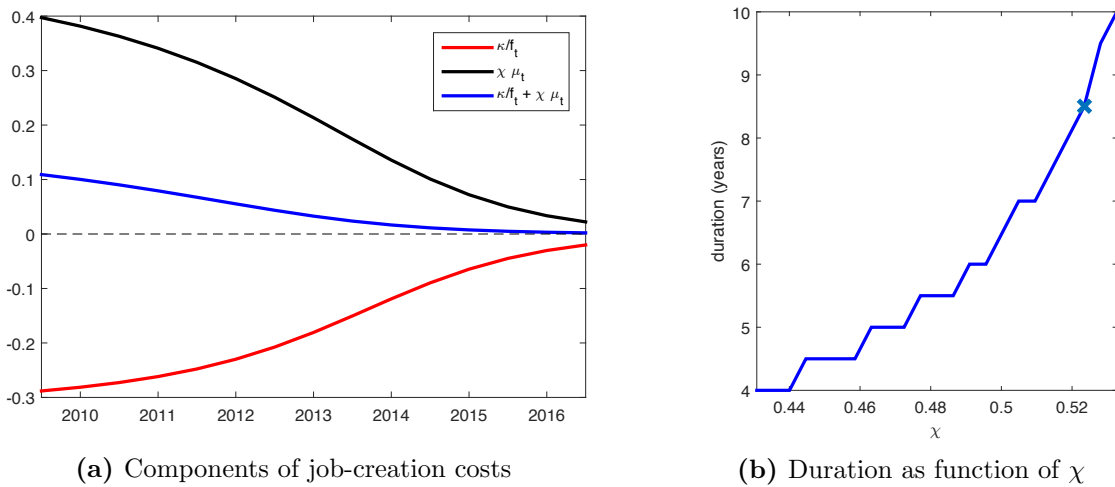 0.4
0.3
0.2
0.1
0
-0.1
-0.2
-0.3
2010 2011 2012 2013 2014 2015 2016
κ/f_t
χ μ_t
κ/f_t + χ μ_t
(a) Components of job-creation costs
10
9
8
7
6
5
4
duration (years)
0.44 0.46 0.48 0.5 0.52
χ
(b) Duration as function of χ